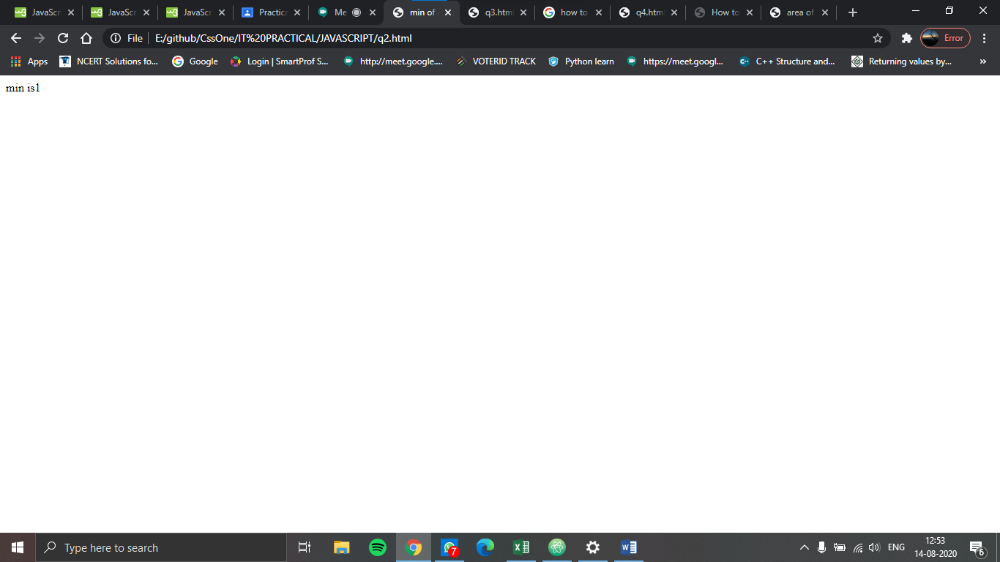 JavaScr JavaScr JavaScr Practica Me min of a q3.html how to q4.html How to area of
File E:/github/CssOne/IT%20PRACTICAL/JAVASCRIPT/q2.html Error
Apps NCERT Solutions fo... Google Login | SmartProf S... http://meet.google.... VOTERID TRACK Python learn https://meet.googl... C++ Structure and... Returning values by... »
min is1
Type here to search
7
ENG
12:53
14-08-2020
6